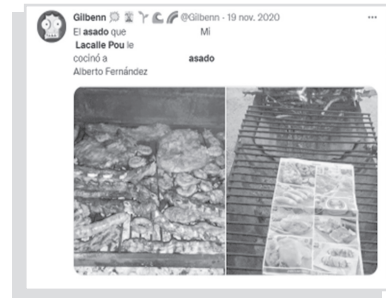 Gilbenn @Gilbenn - 19 nov. 2020
El asado que Mi
Lacalle Pou le
cocinó a asado
Alberto Fernández